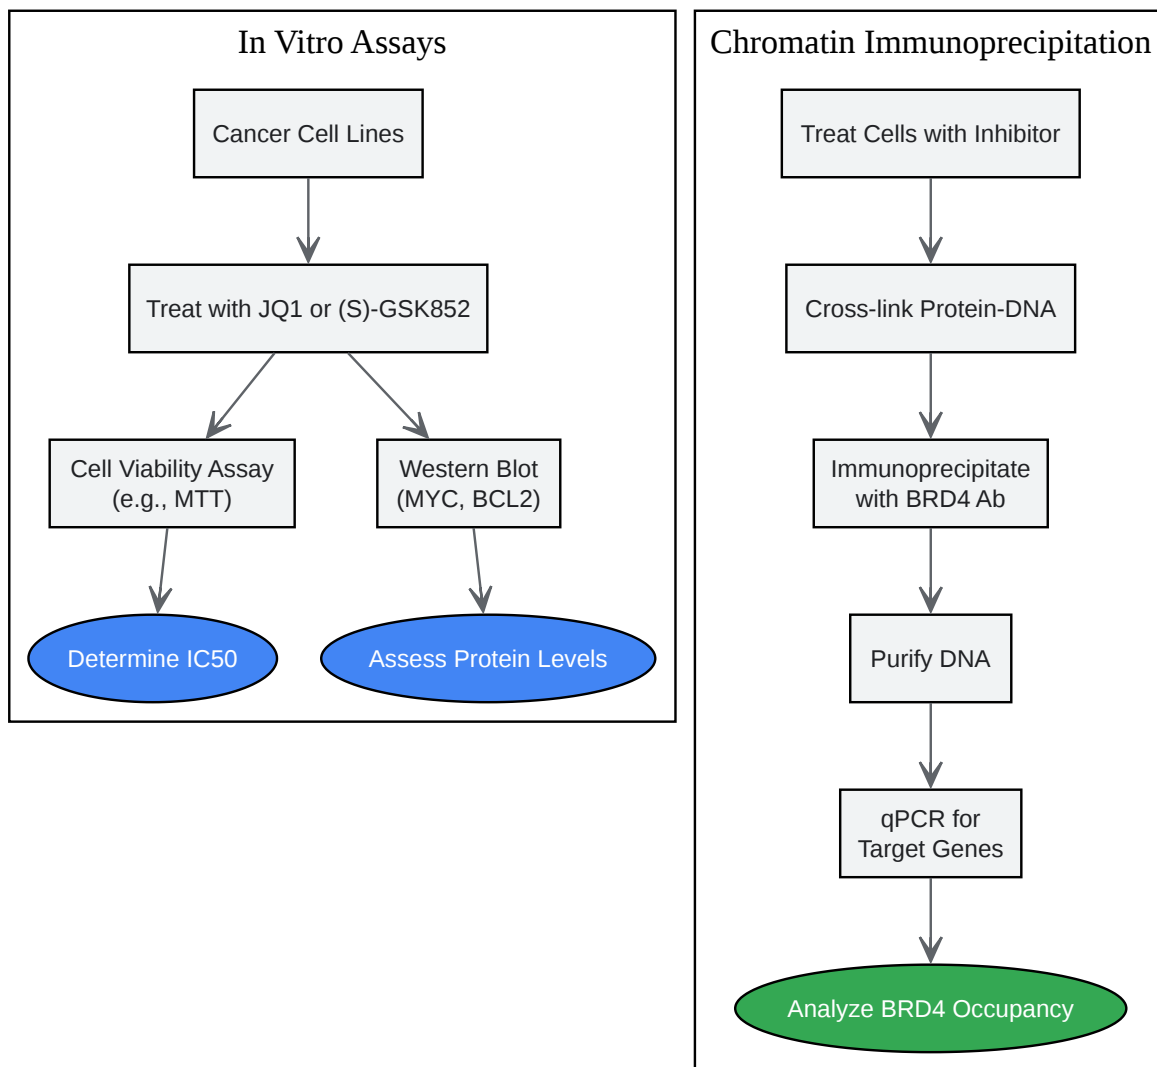 In Vitro Assays
Cancer Cell Lines
Treat with JQ1 or (S)-GSK852
Cell Viability Assay
(e.g., MTT)
Western Blot
(MYC, BCL2)
Determine IC50
Assess Protein Levels
Chromatin Immunoprecipitation
Treat Cells with Inhibitor
Cross-link Protein-DNA
Immunoprecipitate
with BRD4 Ab
Purify DNA
qPCR for
Target Genes
Analyze BRD4 Occupancy